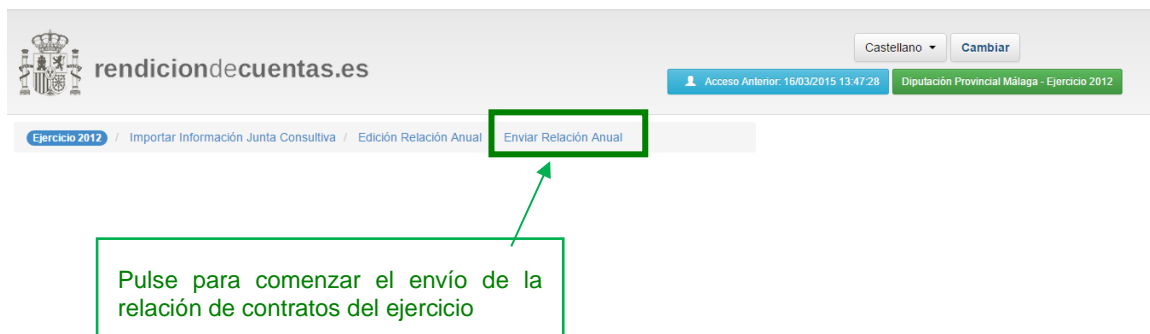 Castellano Cambiar
rendiciondecuentas.es
Acceso Anterior: 16/03/2015 13:47:28 Diputación Provincial Málaga - Ejercicio 2012
Ejercicio 2012 / Importar Información Junta Consultiva / Edición Relación Anual Enviar Relación Anual
Pulse para comenzar el envío de la
relación de contratos del ejercicio